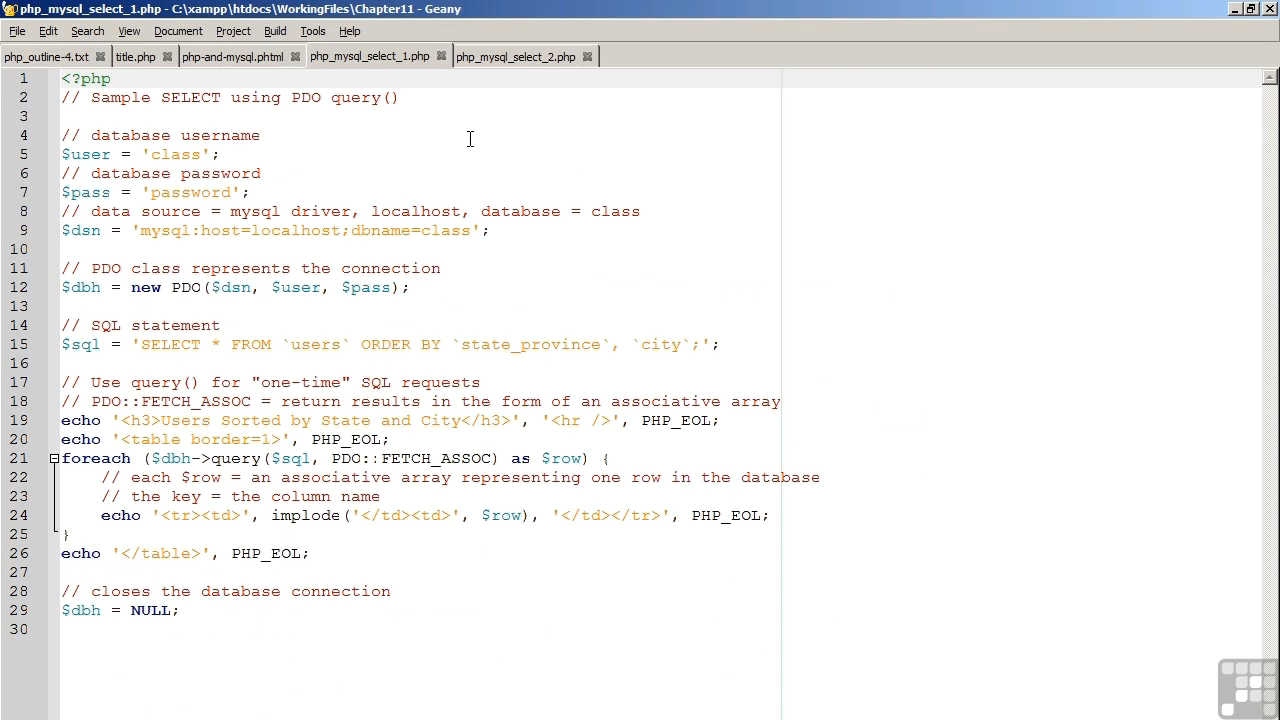 php_mysql_select_1.php - C:\xampp\htdocs\WorkingFiles\Chapter11 - Geany
File Edit Search View Document Project Build Tools Help
php_outline-4.txt title.php php-and-mysql.phtml php_mysql_select_1.php php_mysql_select_2.php
1 <?php
2 // Sample SELECT using PDO query()
3
4 // database username
5 $user = 'class';
6 // database password
7 $pass = 'password';
8 // data source = mysql driver, localhost, database = class
9 $dsn = 'mysql:host=localhost;dbname=class';
10
11 // PDO class represents the connection
12 $dbh = new PDO($dsn, $user, $pass);
13
14 // SQL statement
15 $sql = 'SELECT * FROM `users` ORDER BY `state_province`, `city`;';
16
17 // Use query() for "one-time" SQL requests
18 // PDO::FETCH_ASSOC = return results in the form of an associative array
19 echo '<h3>Users Sorted by State and City</h3>', '<hr />', PHP_EOL;
20 echo '<table border=1>', PHP_EOL;
21 foreach ($dbh->query($sql, PDO::FETCH_ASSOC) as $row) {
22 // each $row = an associative array representing one row in the database
23 // the key = the column name
24 echo '<tr><td>', implode('</td><td>', $row), '</td></tr>', PHP_EOL;
25 }
26 echo '</table>', PHP_EOL;
27
28 // closes the database connection
29 $dbh = NULL;
30